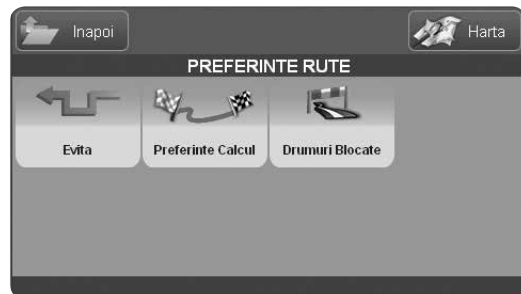 Inapoi
Harta
PREFERINTE RUTE
Evita
Preferinte Calcul
Drumuri Blocate